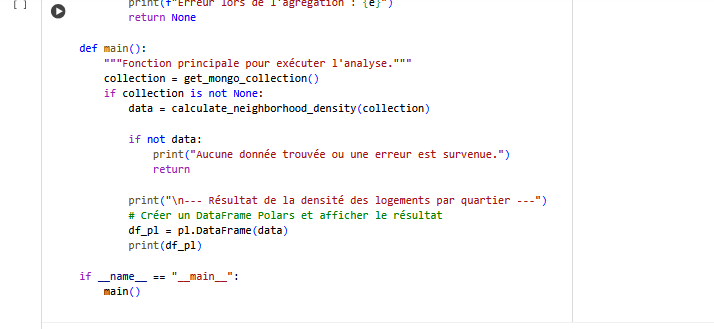 [ ]
print(f"Erreur lors de l'agrégation : {e}")
return None
def main():
"""Fonction principale pour exécuter l'analyse."""
collection = get_mongo_collection()
if collection is not None:
data = calculate_neighborhood_density(collection)
if not data:
print("Aucune donnée trouvée ou une erreur est survenue.")
return
print("\n--- Résultat de la densité des logements par quartier ---")
# Créer un DataFrame Polars et afficher le résultat
df_pl = pl.DataFrame(data)
print(df_pl)
if __name__ == "__main__":
main()